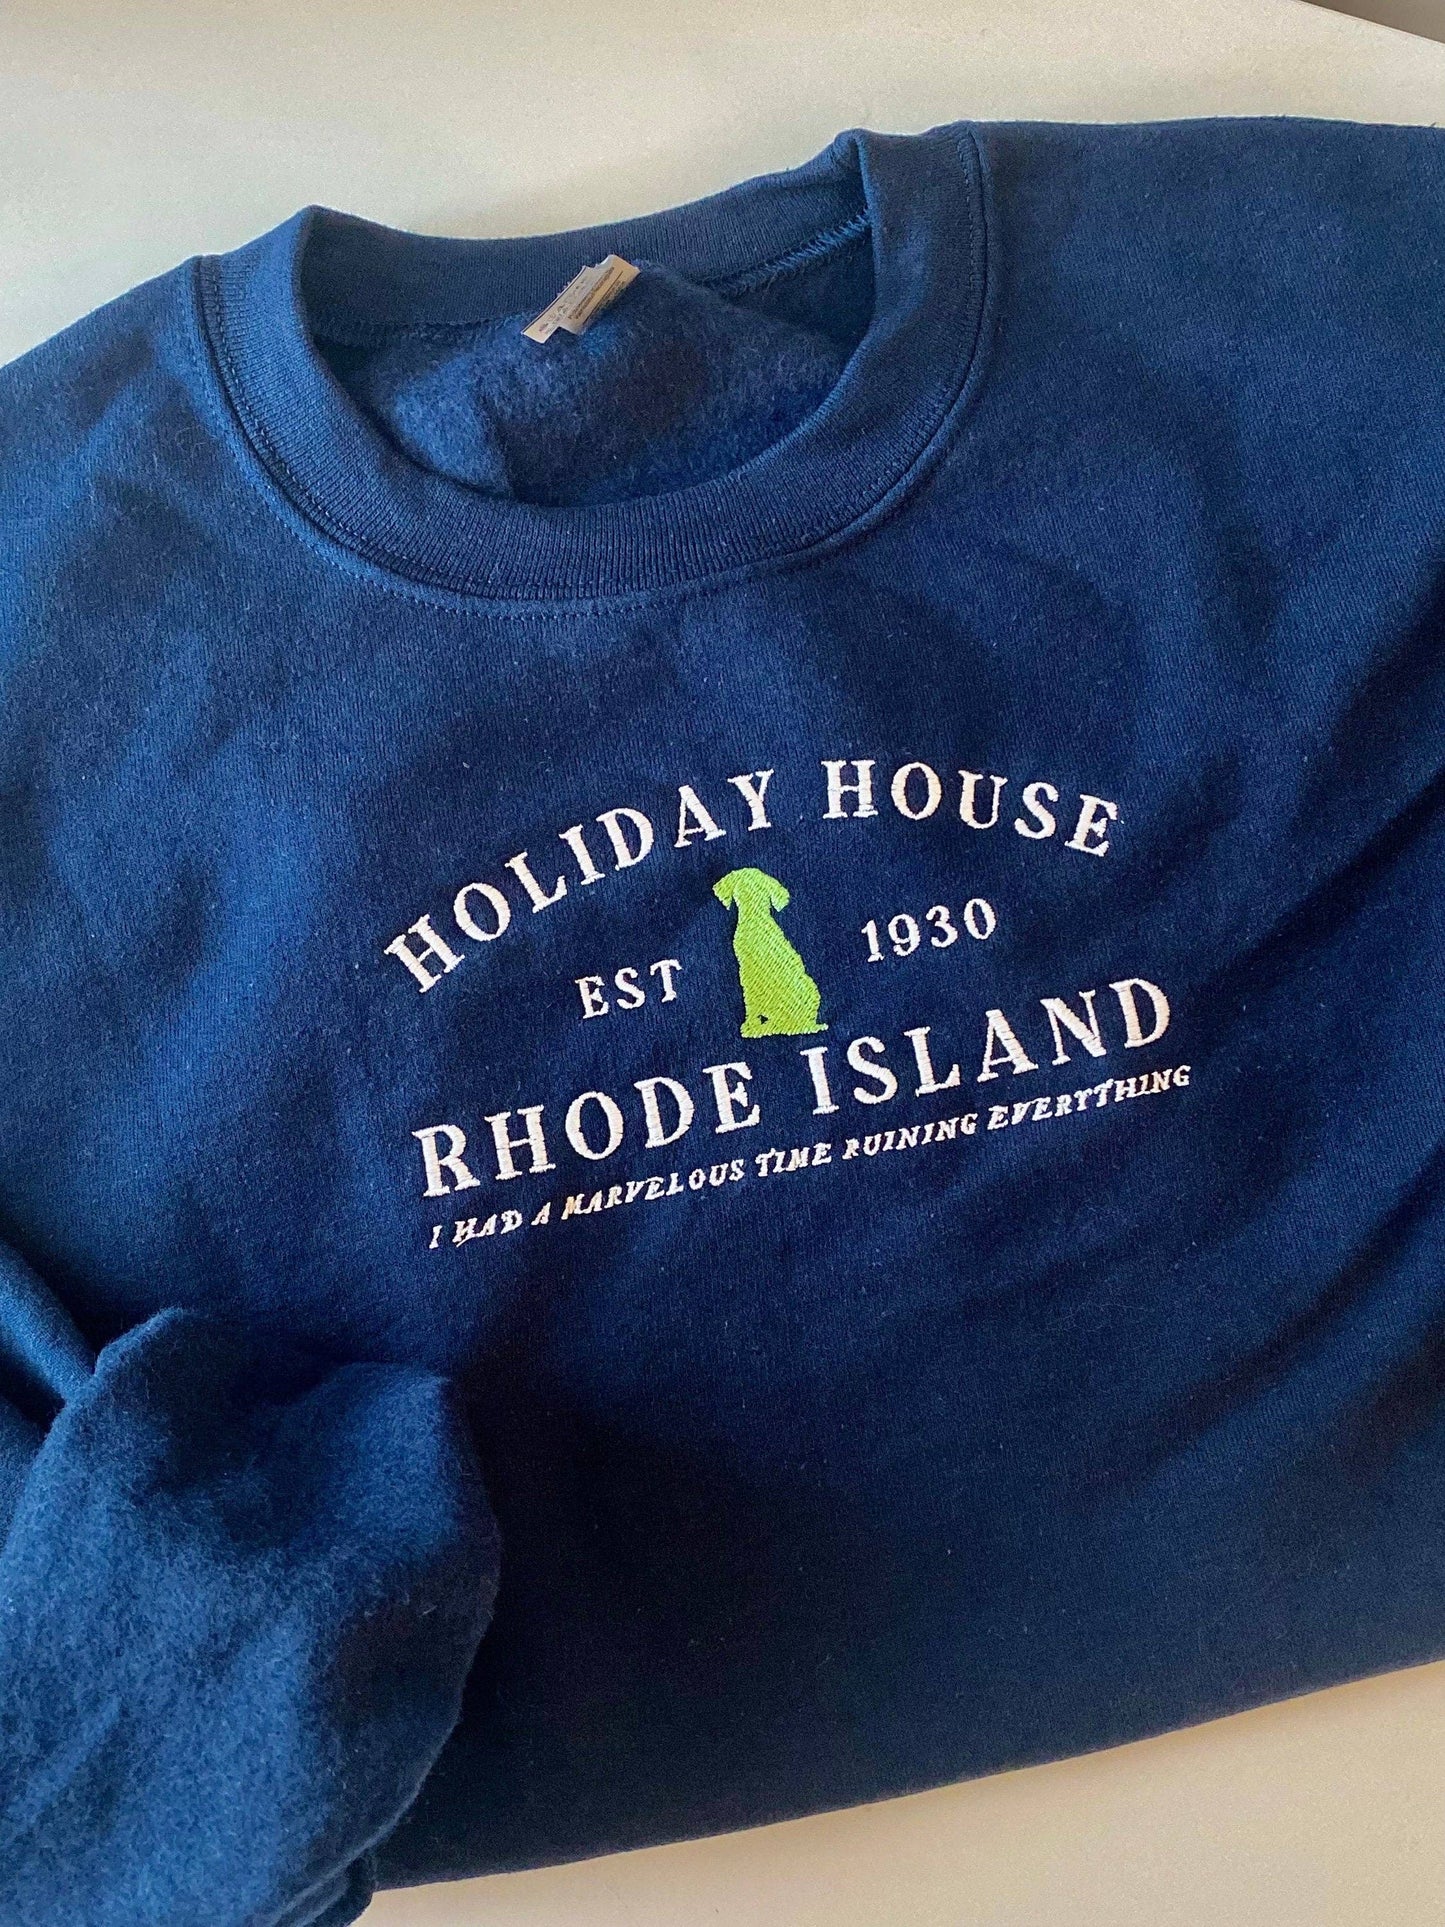 HOLIDAY HOUSE
EST 1930
RHODE ISLAND
I HAD A MARVELOUS TIME RUINING EVERYTHING